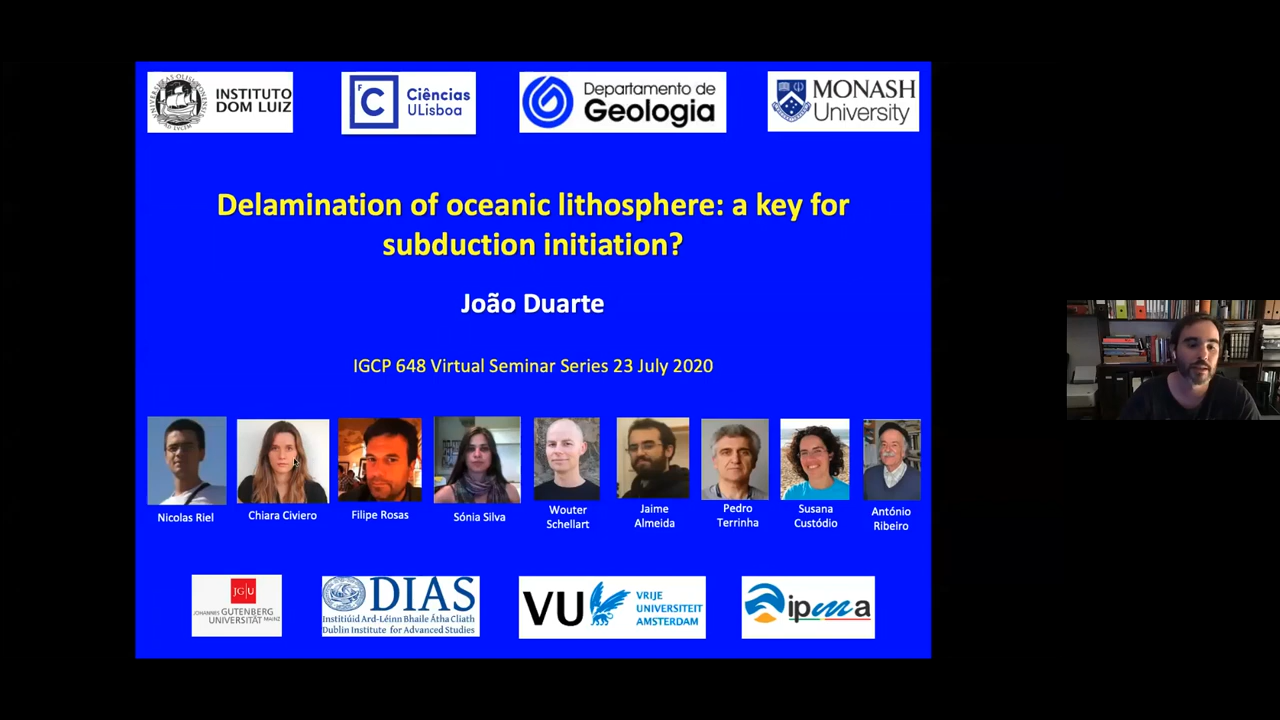 INSTITUTO
DOM LUIZ
F
C
Ciências
ULisboa
Departamento de
Geologia
MONASH
University
Delamination of oceanic lithosphere: a key for
subduction initiation?
João Duarte
IGCP 648 Virtual Seminar Series 23 July 2020
Nicolas Riel
Chiara Civiero
Filipe Rosas
Sónia Silva
Wouter
Schellart
Jaime
Almeida
Pedro
Terrinha
Susana
Custódio
António
Ribeiro
JG|U
JOHANNES GUTENBERG
UNIVERSITÄT MAINZ
DIAS
Institiúid Ard-Léinn Bhaile Átha Cliath
Dublin Institute for Advanced Studies
VU
VRIJE
UNIVERSITEIT
AMSTERDAM
ipma